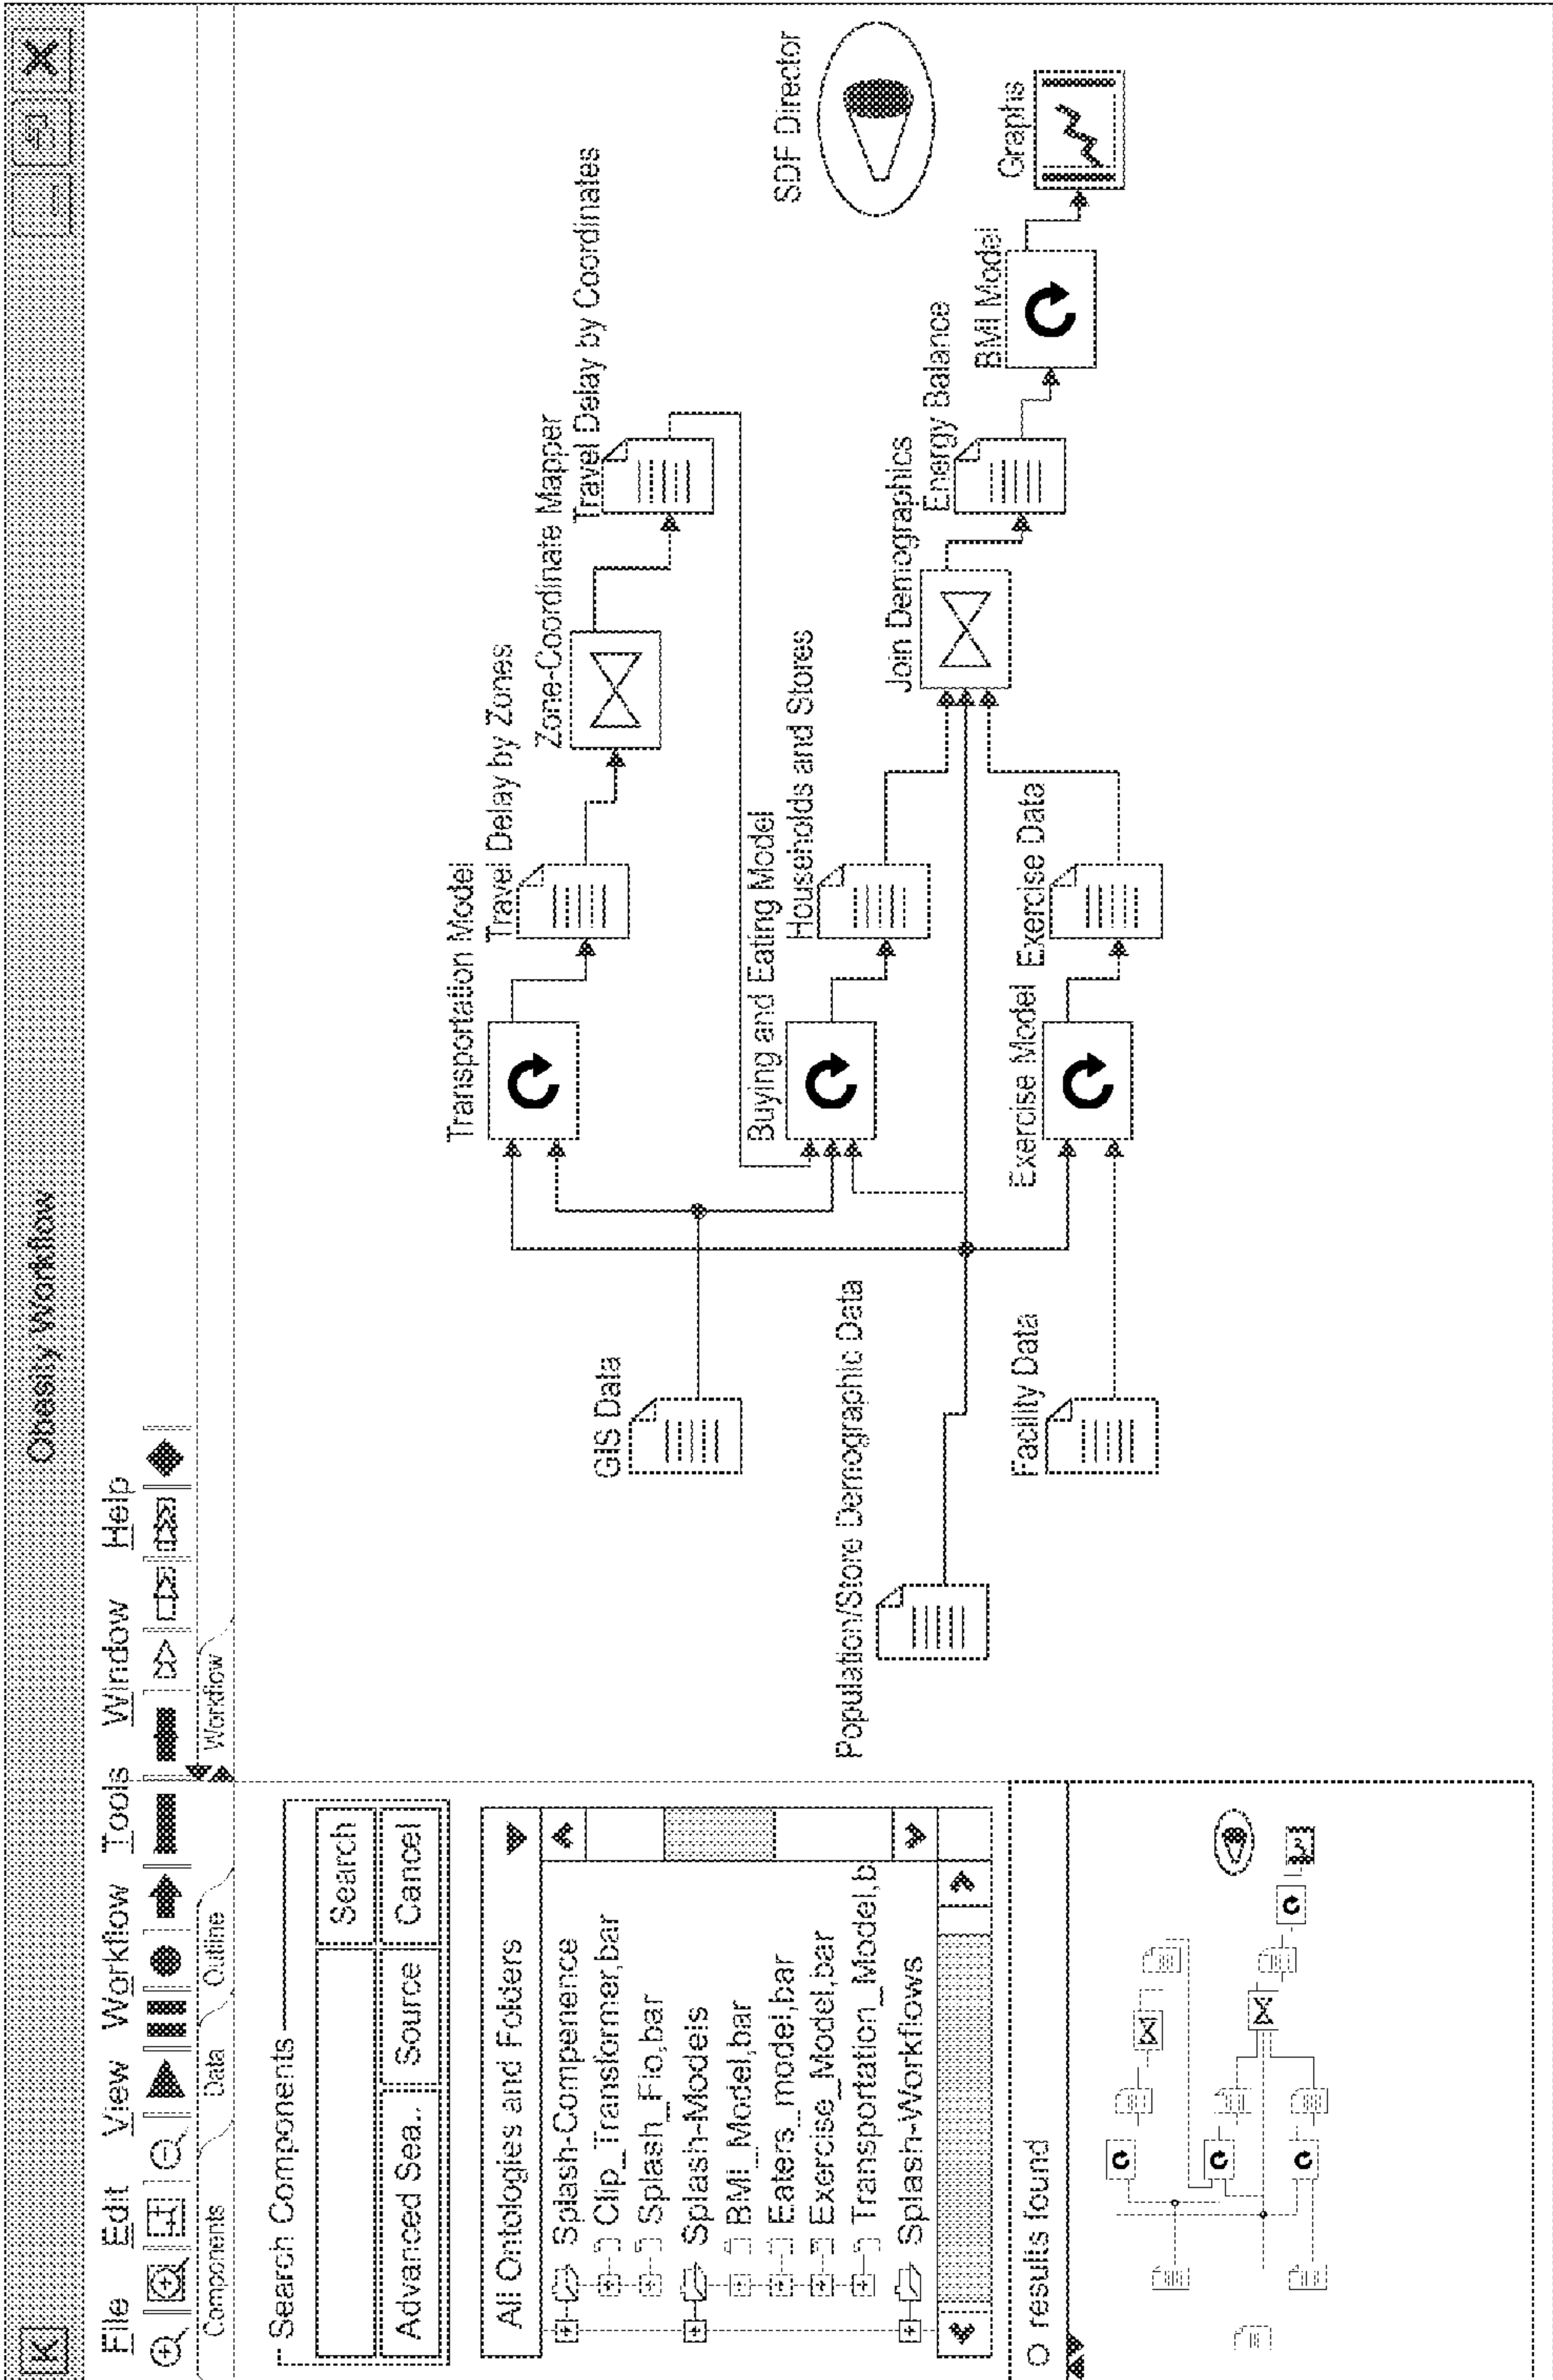 K
Obesity Workflow
File Edit View Workflow Tools Window Help
Components Data Outline
Workflow
Search Components
Search
Advanced Sea.. Source Cancel
All Ontologies and Folders
Splash-Compenence
Clip_Transformer,bar
Splash_Flo,bar
Splash-Models
BMI_Model,bar
Eaters_model,bar
Exercise_Model,bar
Transportation_Model,b
Splash-Workflows
O results found
Transportation Model
Travel Delay by Zones
Zone-Coordinate Mapper
Travel Delay by Coordinates
GIS Data
Buying and Eating Model
Households and Stores
SDF Director
Population/Store Demographic Data
Join Demographics
Energy Balance
BMI Model
Graphs
Facility Data
Exercise Model
Exercise Data